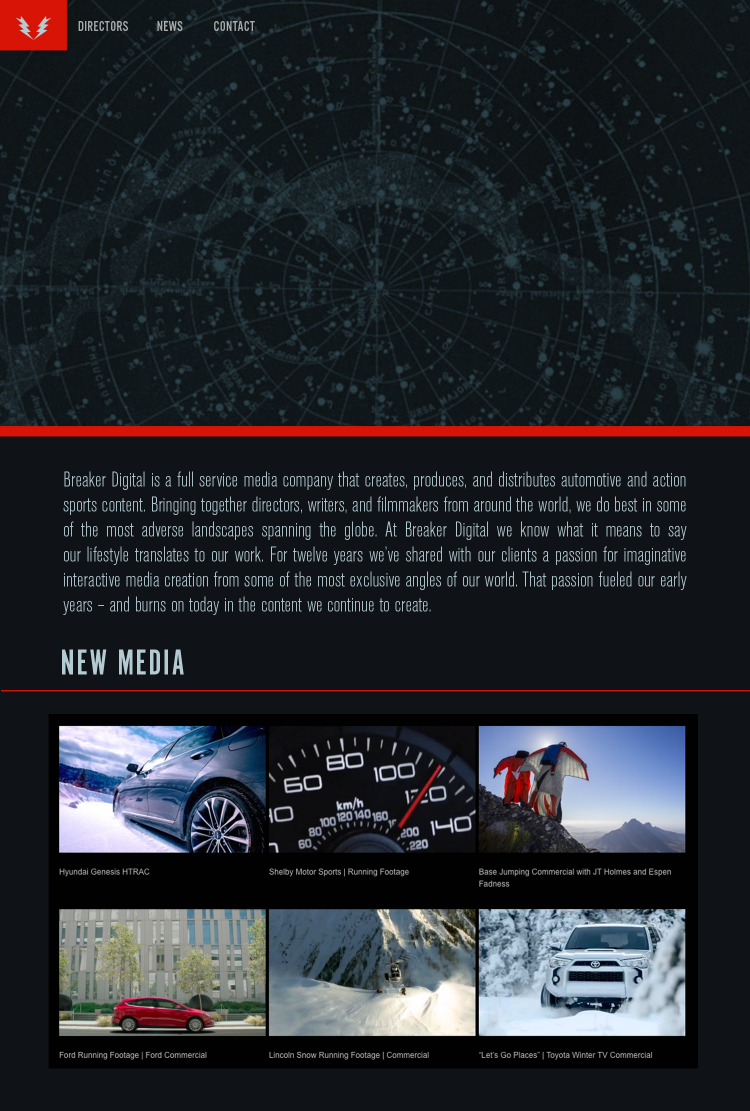 DIRECTORS NEWS CONTACT
URSA MAJOR
OPHIUCHUS
Breaker Digital is a full service media company that creates, produces, and distributes automotive and action
sports content. Bringing together directors, writers, and filmmakers from around the world, we do best in some
of the most adverse landscapes spanning the globe. At Breaker Digital we know what it means to say
our lifestyle translates to our work. For twelve years we've shared with our clients a passion for imaginative
interactive media creation from some of the most exclusive angles of our world. That passion fueled our early
years – and burns on today in the content we continue to create.
NEW MEDIA
60 80 100 120 140
km/h
60 80 100 120 140 160 200 220
Hyundai Genesis HTRAC
Shelby Motor Sports | Running Footage
Base Jumping Commercial with JT Holmes and Espen
Fadness
Ford Running Footage | Ford Commercial
Lincoln Snow Running Footage | Commercial
"Let's Go Places" | Toyota Winter TV Commercial